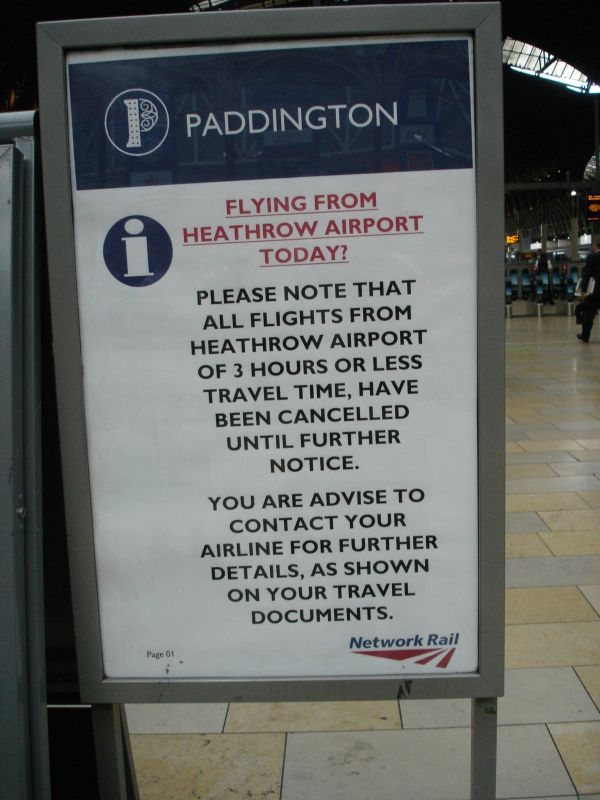 P PADDINGTON
FLYING FROM
HEATHROW AIRPORT
TODAY?
i
PLEASE NOTE THAT
ALL FLIGHTS FROM
HEATHROW AIRPORT
OF 3 HOURS OR LESS
TRAVEL TIME, HAVE
BEEN CANCELLED
UNTIL FURTHER
NOTICE.
YOU ARE ADVISE TO
CONTACT YOUR
AIRLINE FOR FURTHER
DETAILS, AS SHOWN
ON YOUR TRAVEL
DOCUMENTS.
Page 01
Network Rail